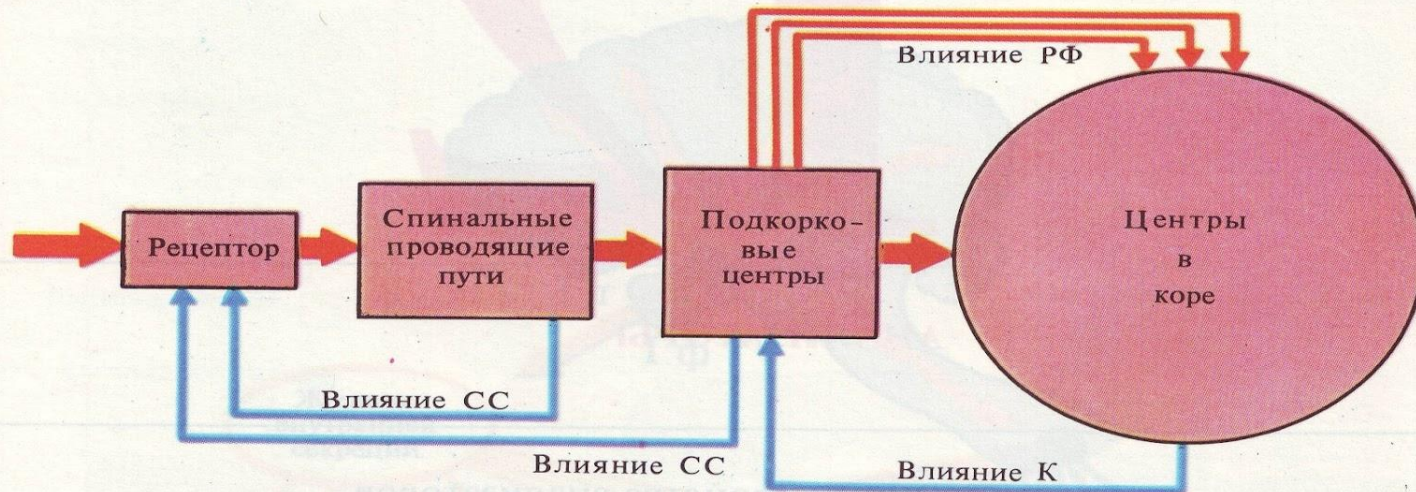 Влияние РФ
Рецептор
Спинальные
проводящие
пути
Подкорко-
вые
центры
Центры
в
коре
Влияние СС
Влияние СС
Влияние К